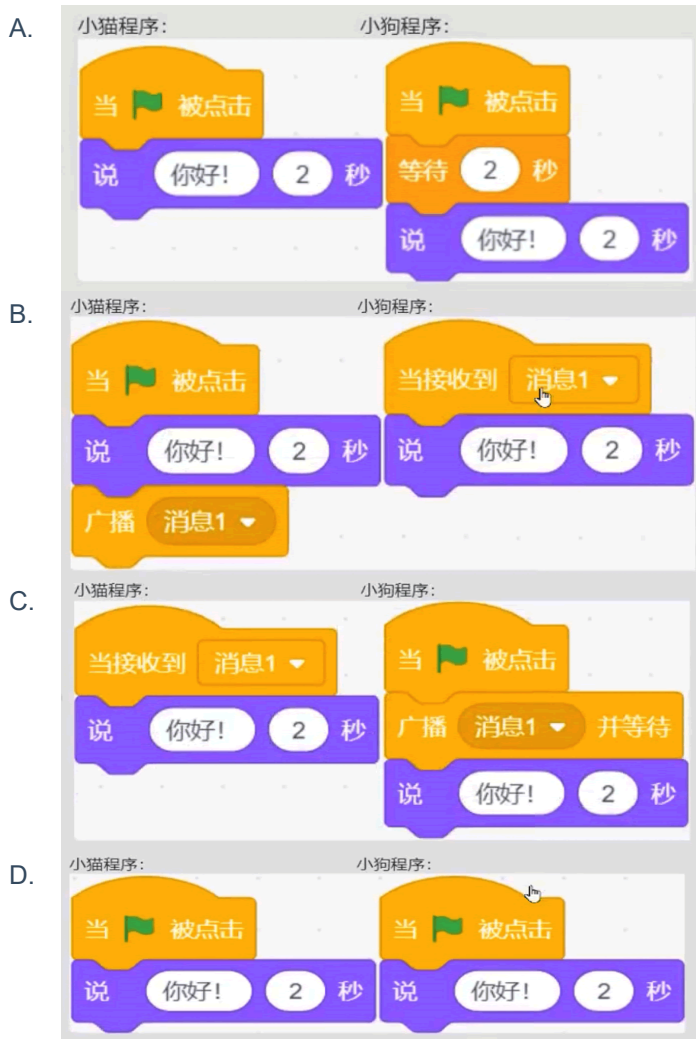 A.
小猫程序： 小狗程序：
当 被点击 当 被点击
说 你好！ 2 秒 等待 2 秒
说 你好！ 2 秒
B.
小猫程序： 小狗程序：
当 被点击 当接收到 消息1
说 你好！ 2 秒 说 你好！ 2 秒
广播 消息1
C.
小猫程序： 小狗程序：
当接收到 消息1 当 被点击
说 你好！ 2 秒 广播 消息1 并等待
说 你好！ 2 秒
D.
小猫程序： 小狗程序：
当 被点击 当 被点击
说 你好！ 2 秒 说 你好！ 2 秒